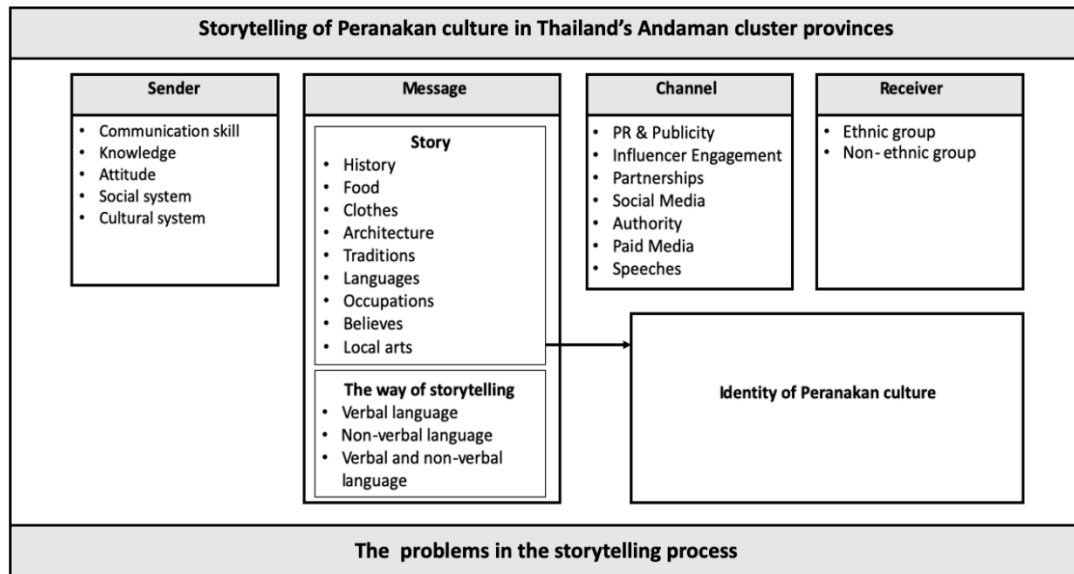 Storytelling of Peranakan culture in Thailand's Andaman cluster provinces
Sender
• Communication skill
• Knowledge
• Attitude
• Social system
• Cultural system
Message
Story
• History
• Food
• Clothes
• Architecture
• Traditions
• Languages
• Occupations
• Believes
• Local arts
The way of storytelling
• Verbal language
• Non-verbal language
• Verbal and non-verbal
language
Channel
• PR & Publicity
• Influencer Engagement
• Partnerships
• Social Media
• Authority
• Paid Media
• Speeches
Receiver
• Ethnic group
• Non- ethnic group
Identity of Peranakan culture
The problems in the storytelling process